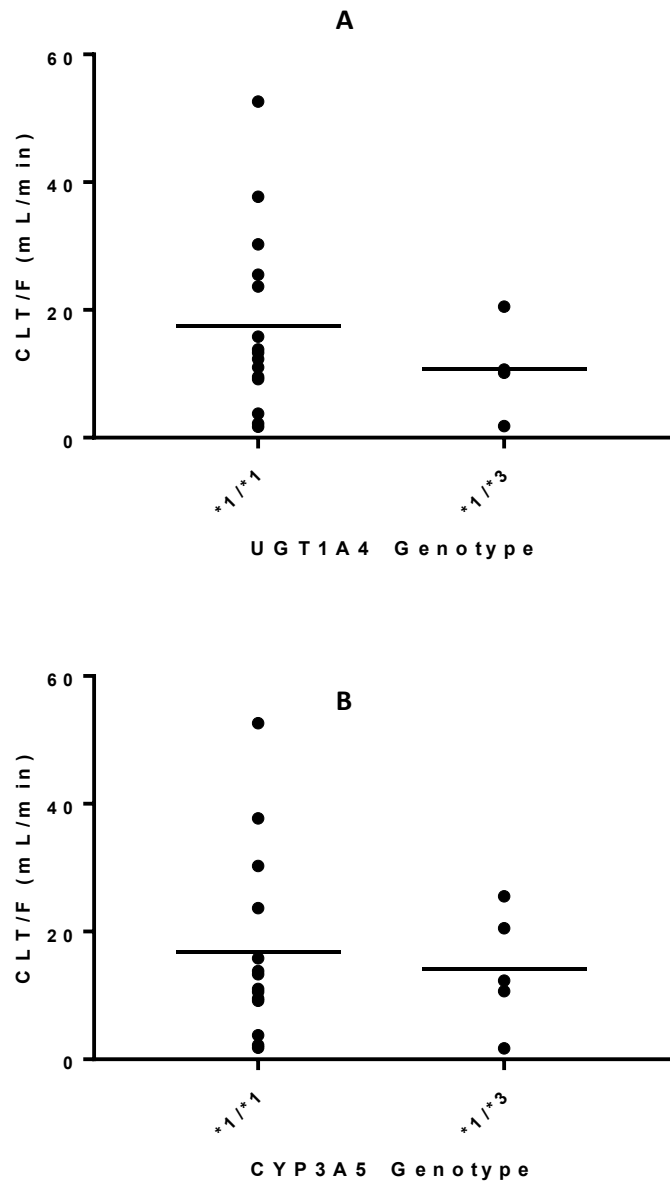 A
60
40
20
0
CLT/F (mL/min)
*1/*1
*1/*3
UGT1A4 Genotype
B
60
40
20
0
CLT/F (mL/min)
*1/*1
*1/*3
CYP3A5 Genotype